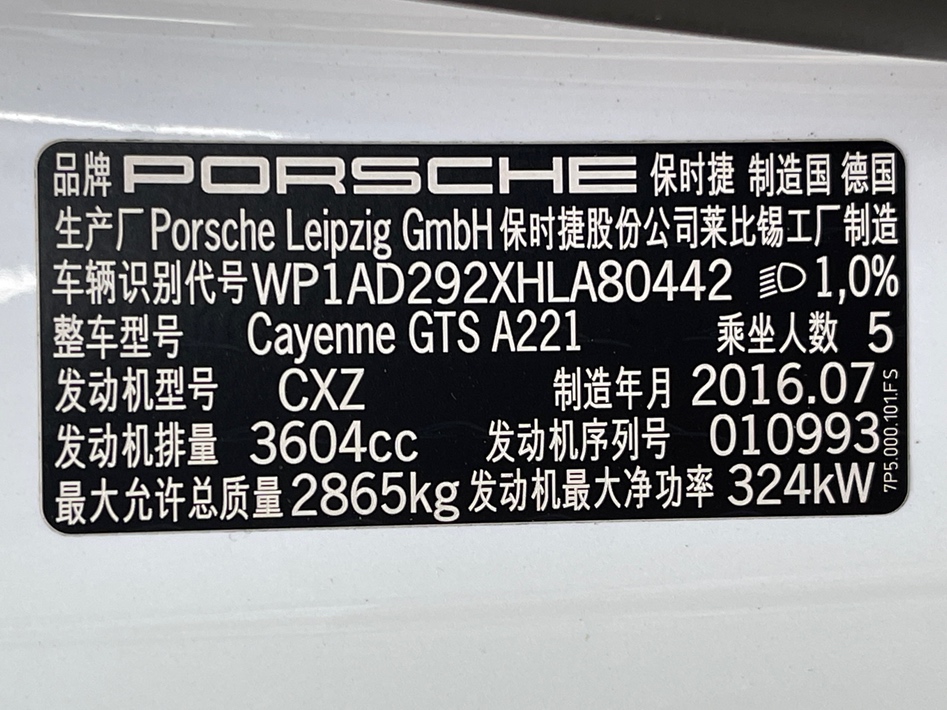 品牌 PORSCHE 保时捷 制造国 德国
生产厂 Porsche Leipzig GmbH 保时捷股份公司莱比锡工厂制造
车辆识别代号 WP1AD292XHLA80442 1,0%
整车型号 Cayenne GTS A221 乘坐人数 5
发动机型号 CXZ 制造年月 2016.07
发动机排量 3604cc 发动机序列号 010993
最大允许总质量 2865kg 发动机最大净功率 324kW
7P5.000.101.FS